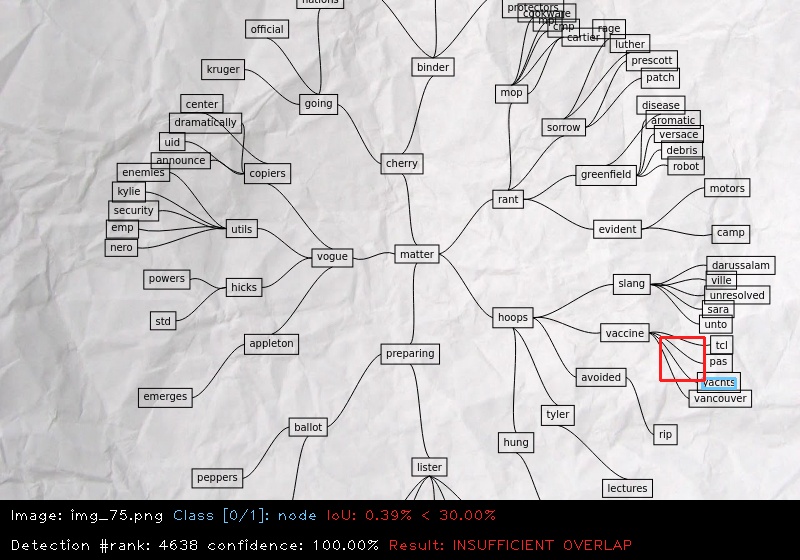 nations
protectors
cookware
mpl
cmp
rage
official
cartier
luther
binder
prescott
kruger
patch
mop
center
going
disease
dramatically
aromatic
sorrow
versace
uid
debris
announce
cherry
robot
enemies
copiers
greenfield
kylie
motors
rant
security
emp
utils
evident
camp
nero
vogue
matter
darussalam
powers
hicks
slang
ville
unresolved
sara
std
hoops
unto
vaccine
appleton
tcl
preparing
pas
avoided
yachts
emerges
vancouver
tyler
ballot
rip
hung
lister
peppers
lectures
Image: img_75.png Class [0/1]: node IoU: 0.39% < 30.00%
Detection #rank: 4638 confidence: 100.00% Result: INSUFFICIENT OVERLAP